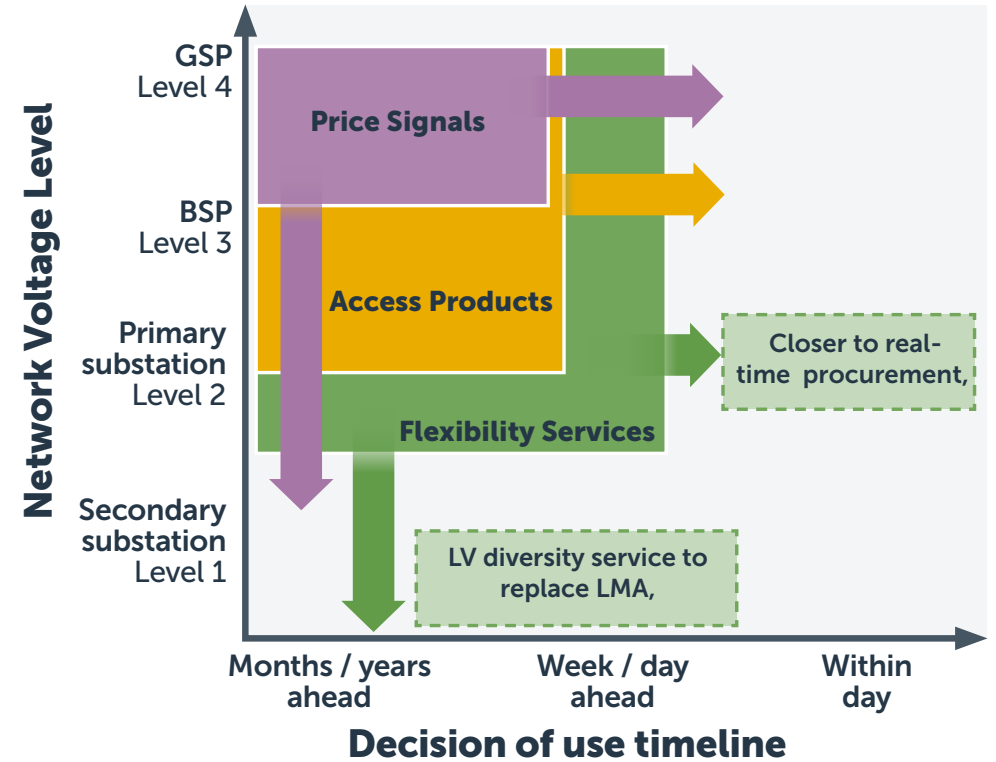 Network Voltage Level
GSP
Level 4
BSP
Level 3
Primary
substation
Level 2
Secondary
substation
Level 1
Price Signals
Access Products
Flexibility Services
Closer to real-
time procurement,
LV diversity service to
replace LMA,
Months / years
ahead
Week / day
ahead
Within
day
Decision of use timeline